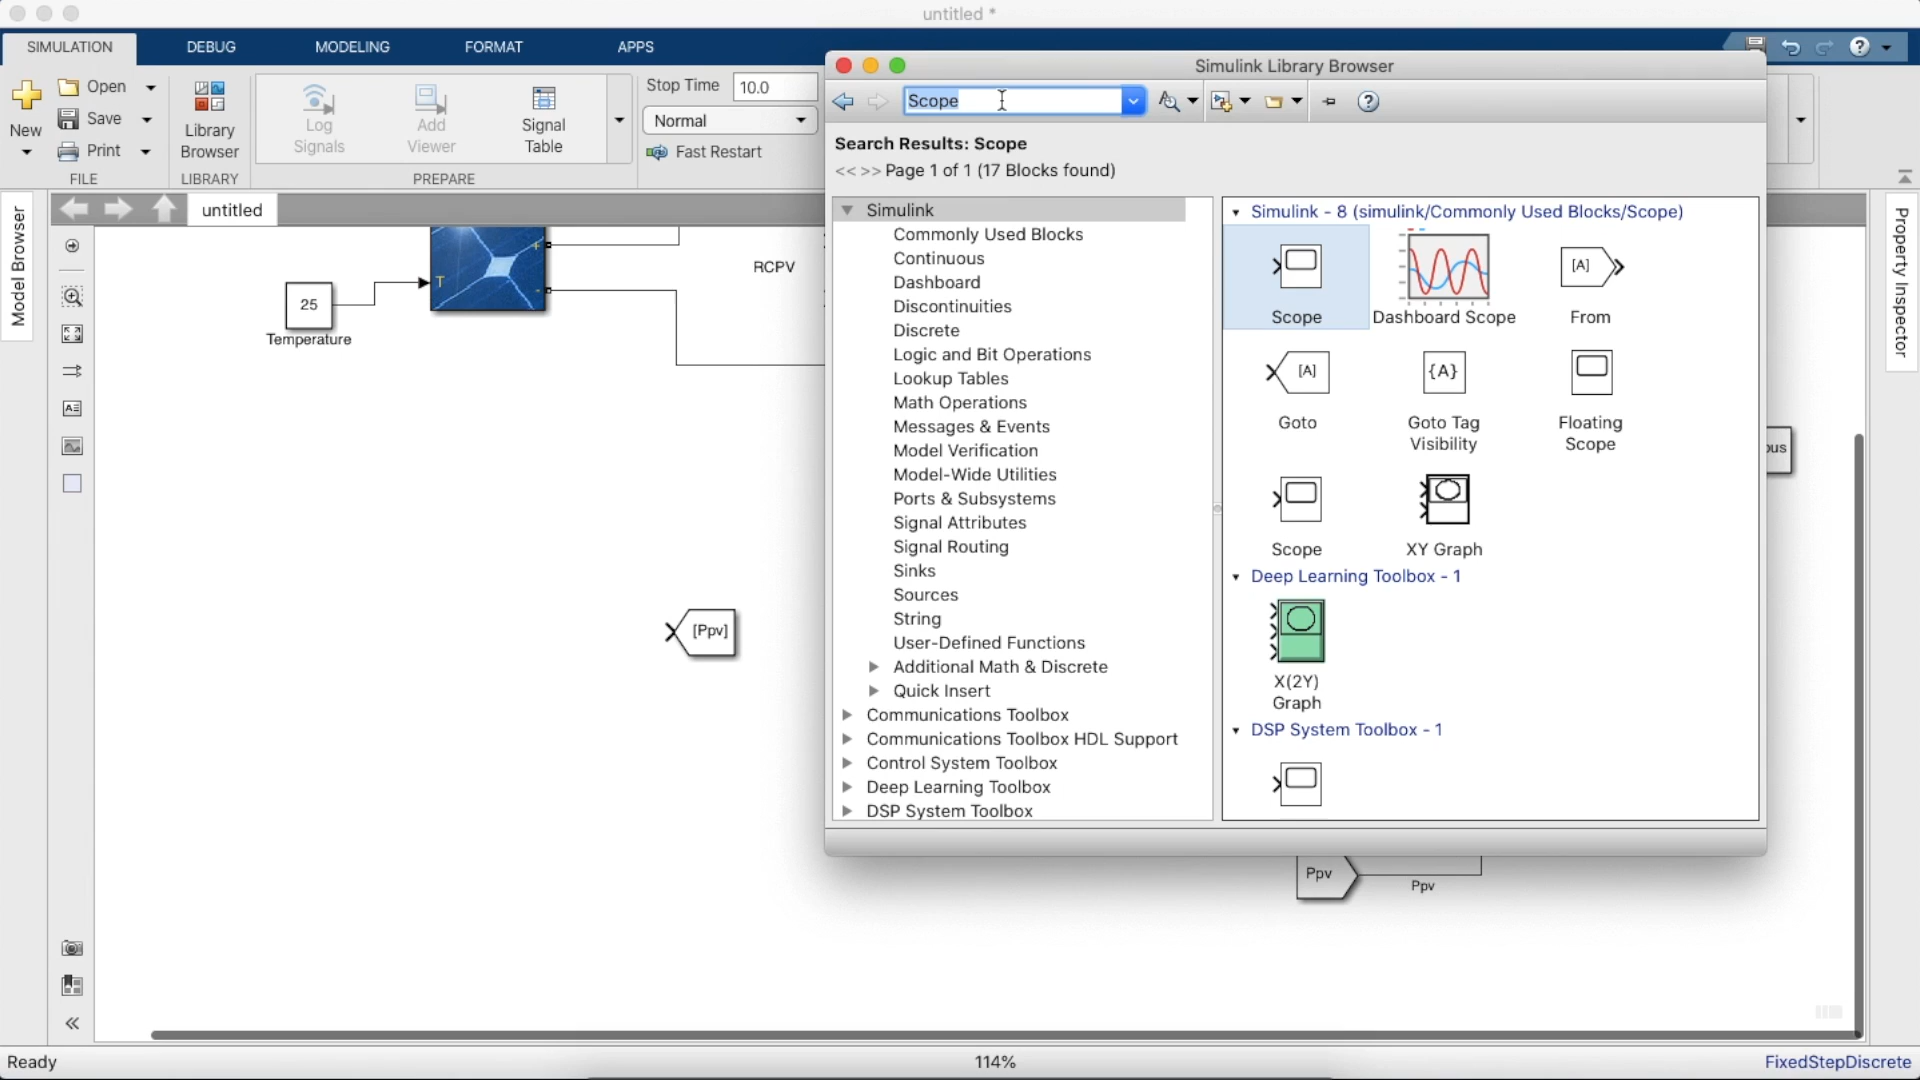 untitled *
SIMULATION
DEBUG
MODELING
FORMAT
APPS
New
Open
Save
Print
FILE
Library
Browser
LIBRARY
Log
Signals
Add
Viewer
Signal
Table
PREPARE
Stop Time
10.0
Normal
Fast Restart
Simulink Library Browser
Scope
Search Results: Scope
<< >> Page 1 of 1 (17 Blocks found)
Simulink
Commonly Used Blocks
Continuous
Dashboard
Discontinuities
Discrete
Logic and Bit Operations
Lookup Tables
Math Operations
Messages & Events
Model Verification
Model-Wide Utilities
Ports & Subsystems
Signal Attributes
Signal Routing
Sinks
Sources
String
User-Defined Functions
Additional Math & Discrete
Quick Insert
Communications Toolbox
Communications Toolbox HDL Support
Control System Toolbox
Deep Learning Toolbox
DSP System Toolbox
Simulink - 8 (simulink/Commonly Used Blocks/Scope)
Scope
Dashboard Scope
[A]
From
[A]
Goto
{A}
Goto Tag
Visibility
Floating
Scope
Scope
XY Graph
Deep Learning Toolbox - 1
X(2Y)
Graph
DSP System Toolbox - 1
Model Browser
untitled
Property Inspector
25
Temperature
T
+
-
RCPV
[Ppv]
ous
Ppv
Ppv
Ready
114%
FixedStepDiscrete